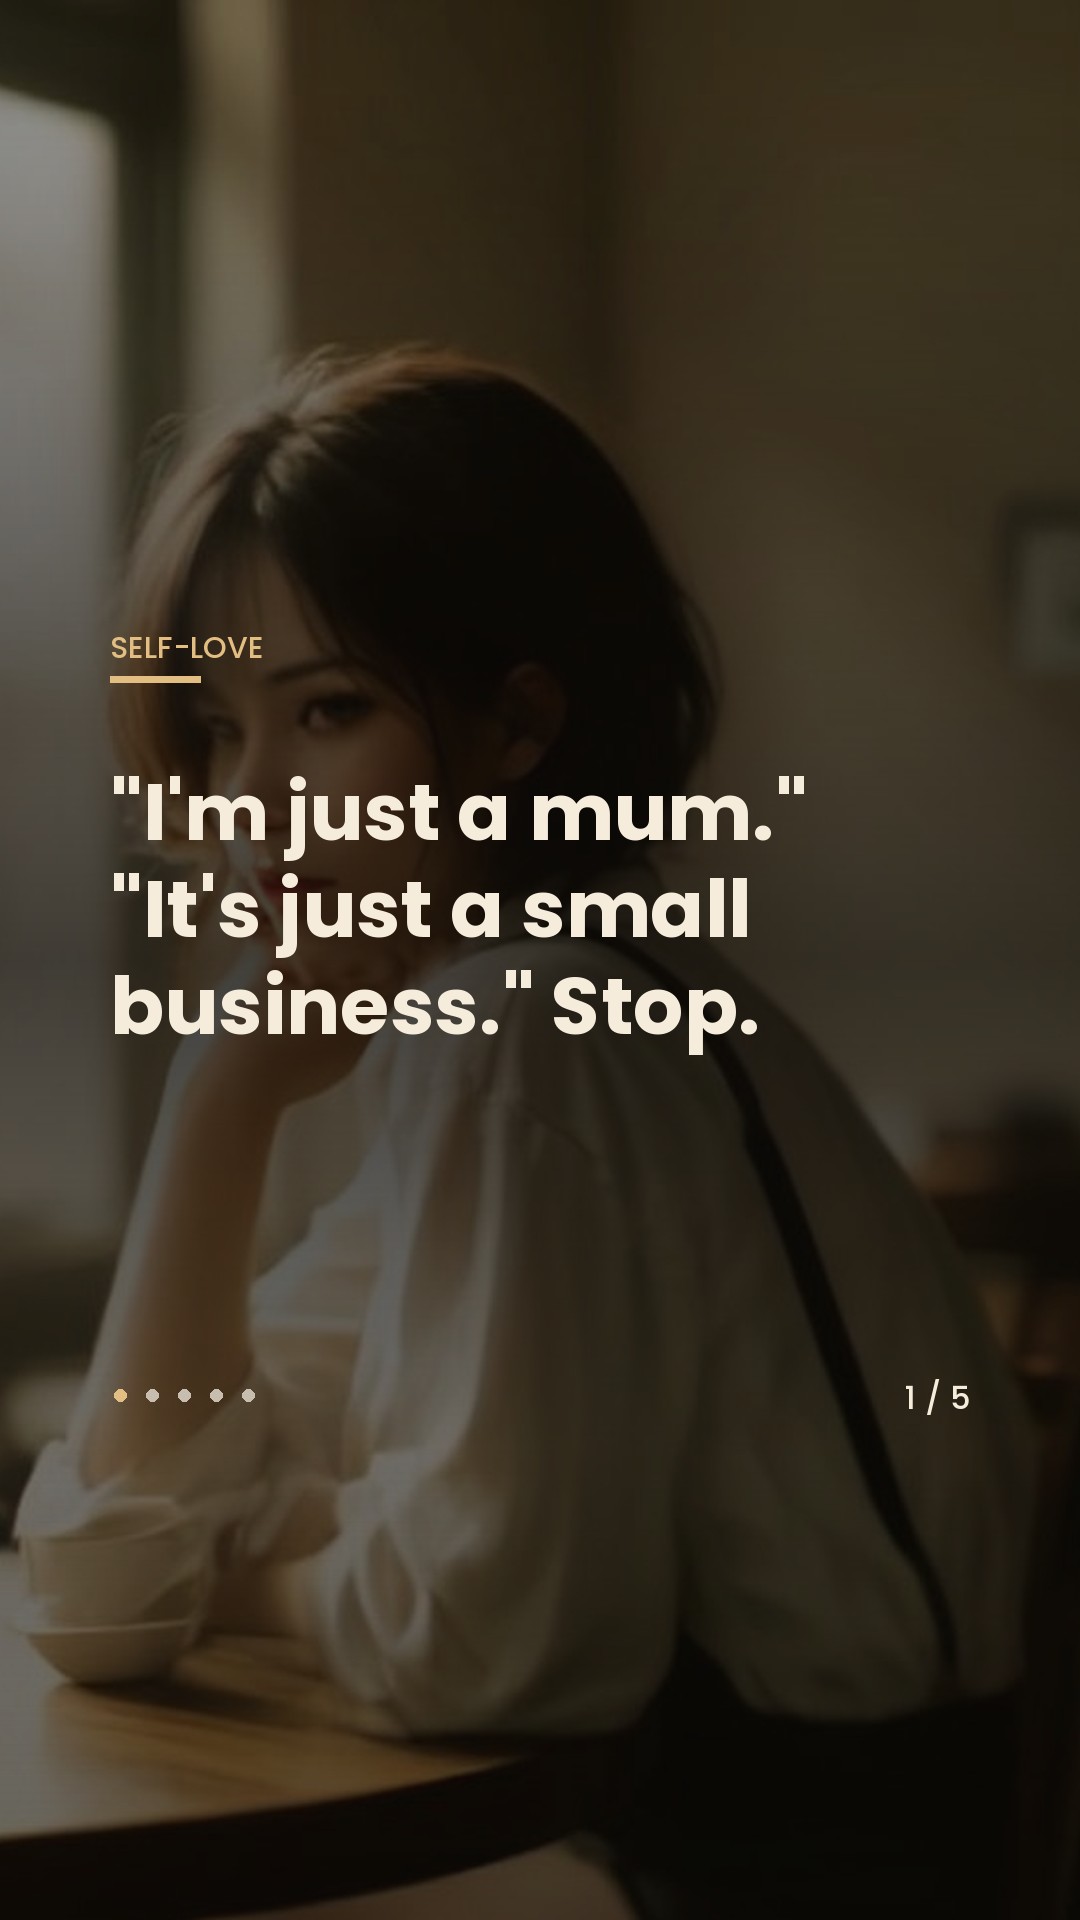 SELF-LOVE
"I'm just a mum."
"It's just a small
business." Stop.
1 / 5